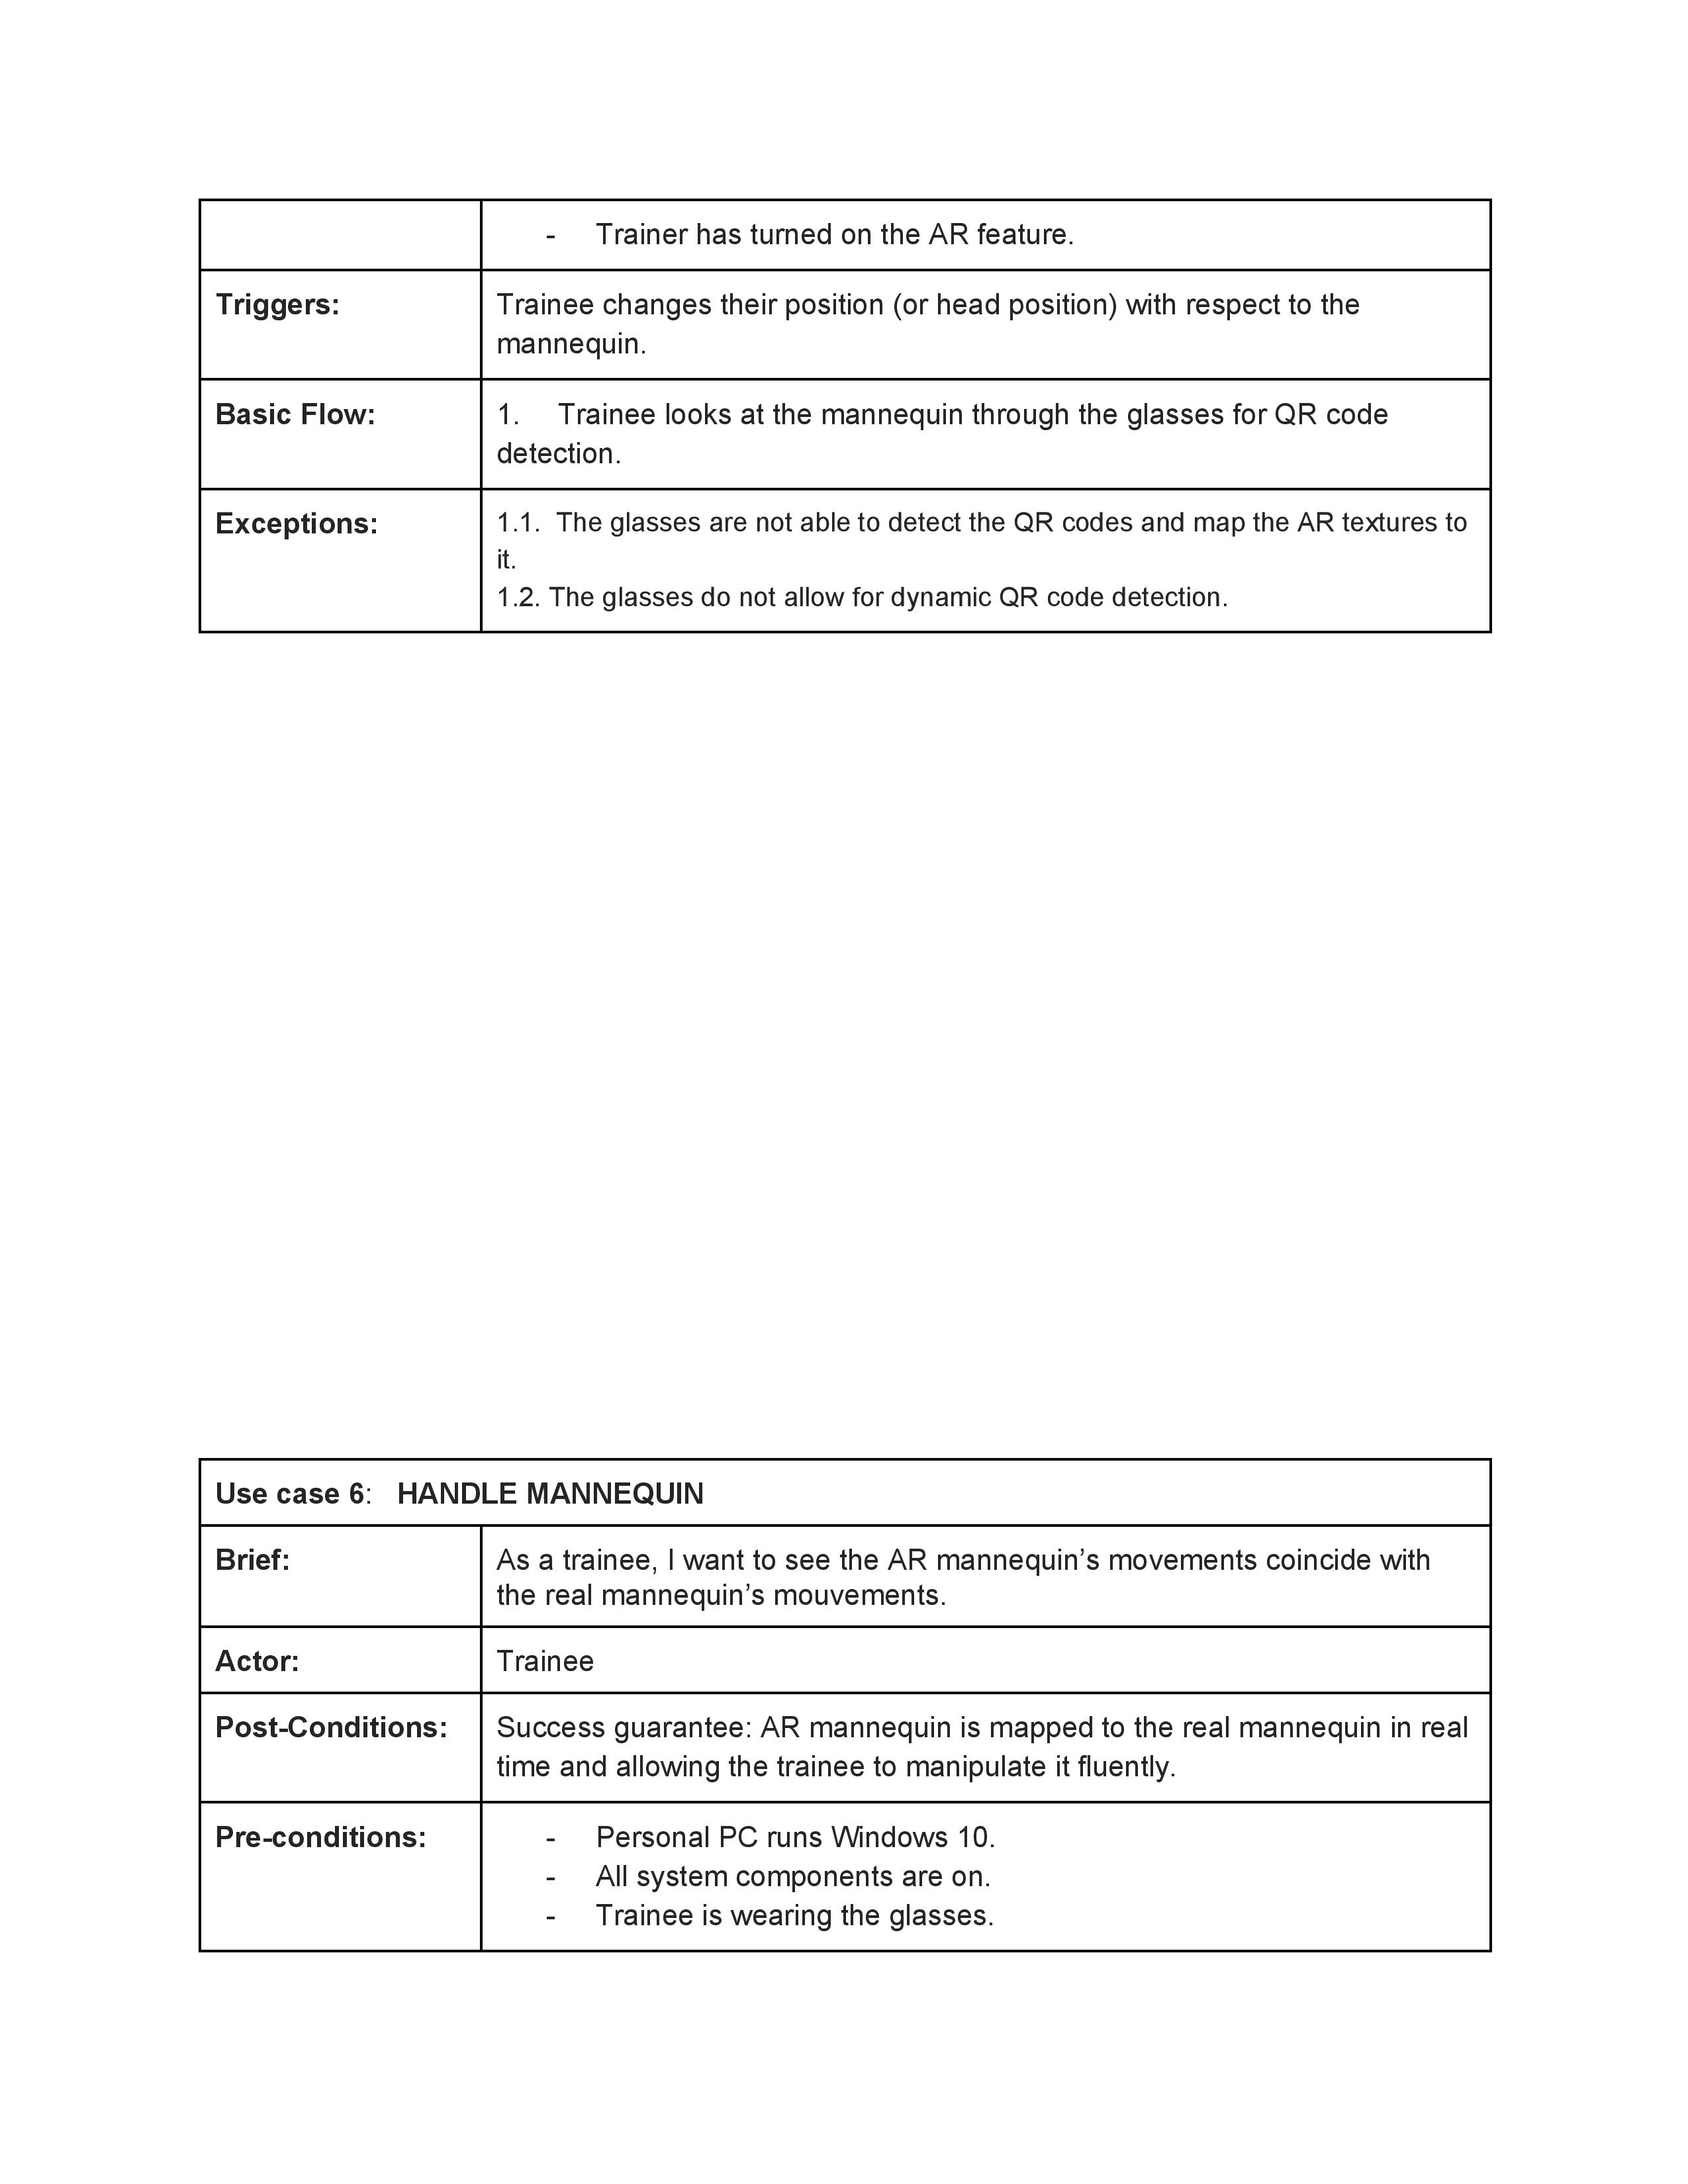 - Trainer has turned on the AR feature.
Triggers: Trainee changes their position (or head position) with respect to the
mannequin.
Basic Flow: 1. Trainee looks at the mannequin through the glasses for QR code
detection.
Exceptions: 1.1. The glasses are not able to detect the QR codes and map the AR textures to
it.
1.2. The glasses do not allow for dynamic QR code detection.
Use case 6: HANDLE MANNEQUIN
Brief: As a trainee, I want to see the AR mannequin’s movements coincide with
the real mannequin’s mouvements.
Actor: Trainee
Post-Conditions: Success guarantee: AR mannequin is mapped to the real mannequin in real
time and allowing the trainee to manipulate it fluently.
Pre-conditions: - Personal PC runs Windows 10.
- All system components are on.
- Trainee is wearing the glasses.